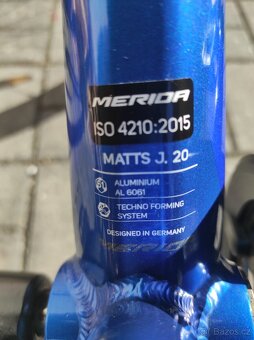 MERIDA
ISO 4210:2015
MATTS J. 20
ALUMINIUM
AL 6061
TECHNO FORMING
SYSTEM
DESIGNED IN GERMANY